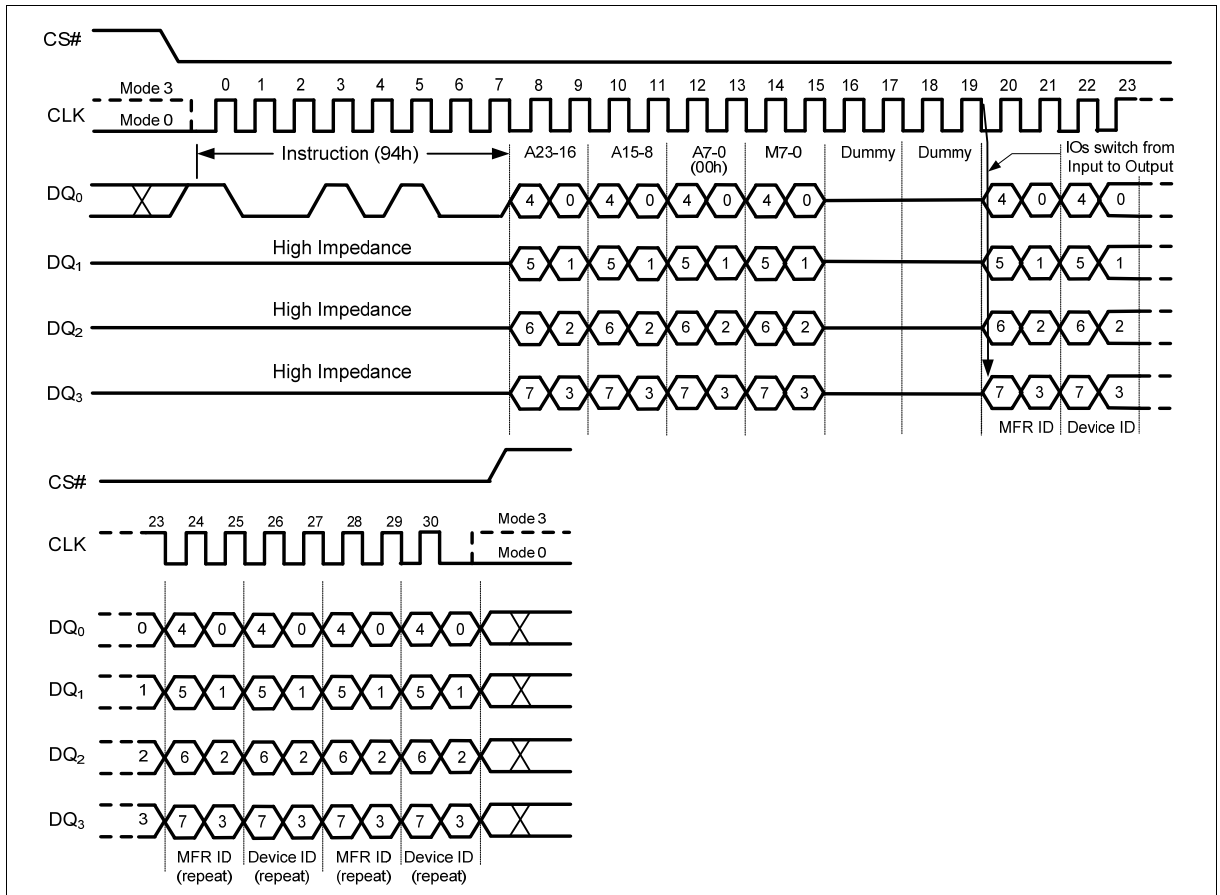 CS#
Mode 3
0 1 2 3 4 5 6 7 8 9 10 11 12 13 14 15 16 17 18 19 20 21 22 23
CLK
Mode 0
Instruction (94h)
A23-16 A15-8 A7-0 M7-0 Dummy Dummy
(00h)
IOs switch from
Input to Output
DQ0 4 0 4 0 4 0 4 0 4 0 4 0
High Impedance
DQ1 5 1 5 1 5 1 5 1 5 1 5 1
High Impedance
DQ2 6 2 6 2 6 2 6 2 6 2 6 2
High Impedance
DQ3 7 3 7 3 7 3 7 3 7 3 7 3
MFR ID Device ID
CS#
23 24 25 26 27 28 29 30 Mode 3
CLK
Mode 0
DQ0 0 4 0 4 0 4 0 4 0
DQ1 1 5 1 5 1 5 1 5 1
DQ2 2 6 2 6 2 6 2 6 2
DQ3 3 7 3 7 3 7 3 7 3
MFR ID Device ID MFR ID Device ID
(repeat) (repeat) (repeat) (repeat)